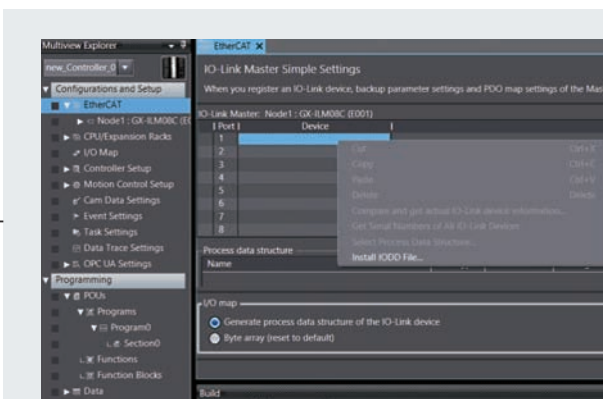 Multiview Explorer
new_Controller_0
Configurations and Setup
EtherCAT
Node1 : GX-ILM08C (E0
CPU/Expansion Racks
I/O Map
Controller Setup
Motion Control Setup
Cam Data Settings
Event Settings
Task Settings
Data Trace Settings
OPC UA Settings
Programming
POUs
Programs
Program0
Section0
Functions
Function Blocks
Data
EtherCAT
IO-Link Master Simple Settings
When you register an IO-Link device, backup parameter settings and PDO map settings of the Mas
IO-Link Master: Node1 : GX-ILM08C (E001)
Port Device
1
2
3
4
5
6
7
8
Cut Ctrl+X
Copy Ctrl+C
Paste Ctrl+V
Delete Delete
Compare and get actual IO-Link device information...
Get Serial Numbers of All IO-Link Devices
Select Process Data Structure...
Install IODD File...
Process data structure
Name
I/O map
Generate process data structure of the IO-Link device
Byte array (reset to default)
Build